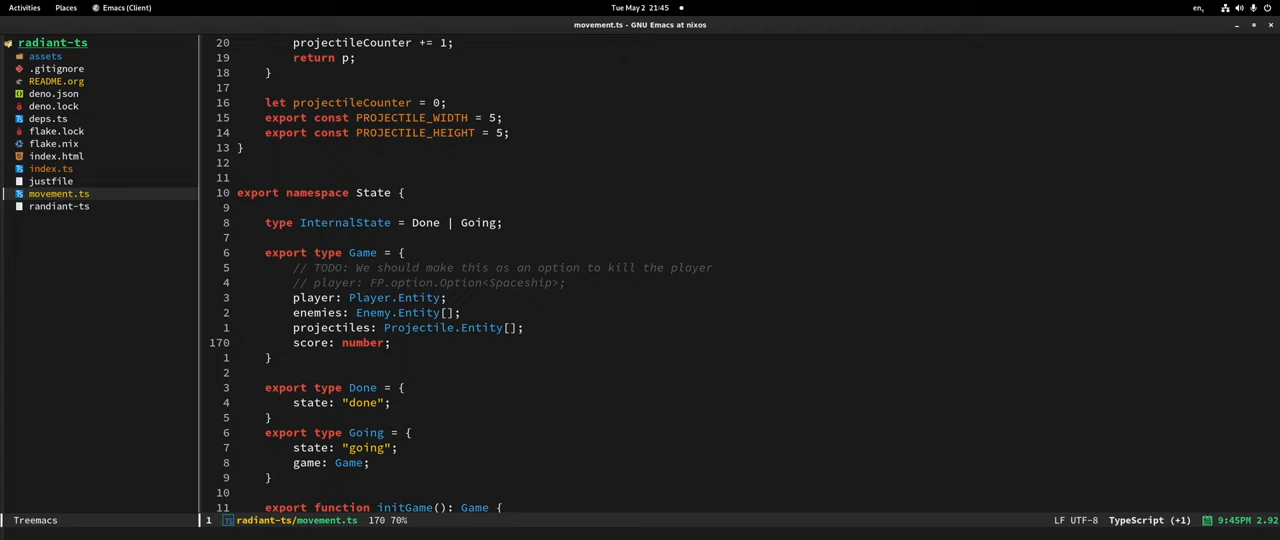 Activities Places Emacs (Client) Tue May 2 21:45 en,
movement.ts - GNU Emacs at nixos
radiant-ts
assets
.gitignore
README.org
deno.json
deno.lock
deps.ts
flake.lock
flake.nix
index.html
index.ts
justfile
movement.ts
randiant-ts
20 projectileCounter += 1;
19 return p;
18 }
17
16 let projectileCounter = 0;
15 export const PROJECTILE_WIDTH = 5;
14 export const PROJECTILE_HEIGHT = 5;
13 }
12
11
10 export namespace State {
9
8 type InternalState = Done | Going;
7
6 export type Game = {
5 // TODO: We should make this as an option to kill the player
4 // player: FP.option.Option<Spaceship>;
3 player: Player.Entity;
2 enemies: Enemy.Entity[];
1 projectiles: Projectile.Entity[];
170 score: number;
1 }
2
3 export type Done = {
4 state: "done";
5 }
6 export type Going = {
7 state: "going";
8 game: Game;
9 }
10
11 export function initGame(): Game {
Treemacs
1 TS radiant-ts/movement.ts 170 70% LF UTF-8 TypeScript (+1) 9:45PM 2.92